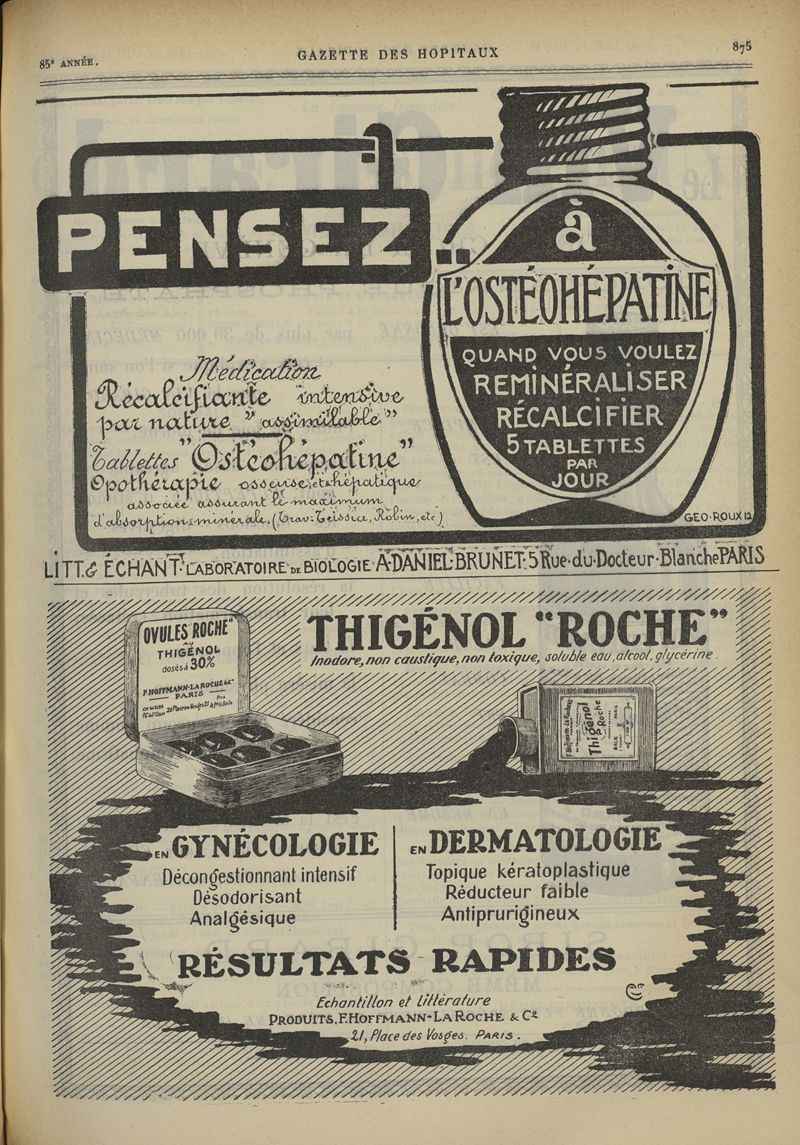 85e ANNÉE.
GAZETTE DES HOPITAUX
875
PENSEZ
à
L'OSTÉOHÉPATINE
QUAND VOUS VOULEZ
REMINÉRALISER
RÉCALCIFIER
5 TABLETTES
PAR
JOUR
GEO·ROUX 12
Médication
Récalcifiante intensive
par nature "assimilable"
Tablettes "Ostéohépatine"
Opothérapie osseuse et hépatique
associée assurant le maximum
d'absorption minérale. (Trav: Teissier, Robin, etc)
LITT. & ÉCHANT. LABORATOIRE DE BIOLOGIE A·DANIEL·BRUNET·5 Rue·du·Docteur·Blanche PARIS
THIGÉNOL "ROCHE"
Inodore, non caustique, non toxique, soluble eau, alcool, glycérine.
OVULES "ROCHE"
AU
THIGÉNOL
dosés à 30%
F. HOFFMANN-LA ROCHE & Cie
PARIS
Thigénol
Roche
EN GYNÉCOLOGIE
Décongestionnant intensif
Désodorisant
Analgésique
EN DERMATOLOGIE
Topique kératoplastique
Réducteur faible
Antiprurigineux
RÉSULTATS RAPIDES
Echantillon et Littérature
PRODUITS, F. HOFFMANN-LA ROCHE & Ce
21, Place des Vosges. PARIS.